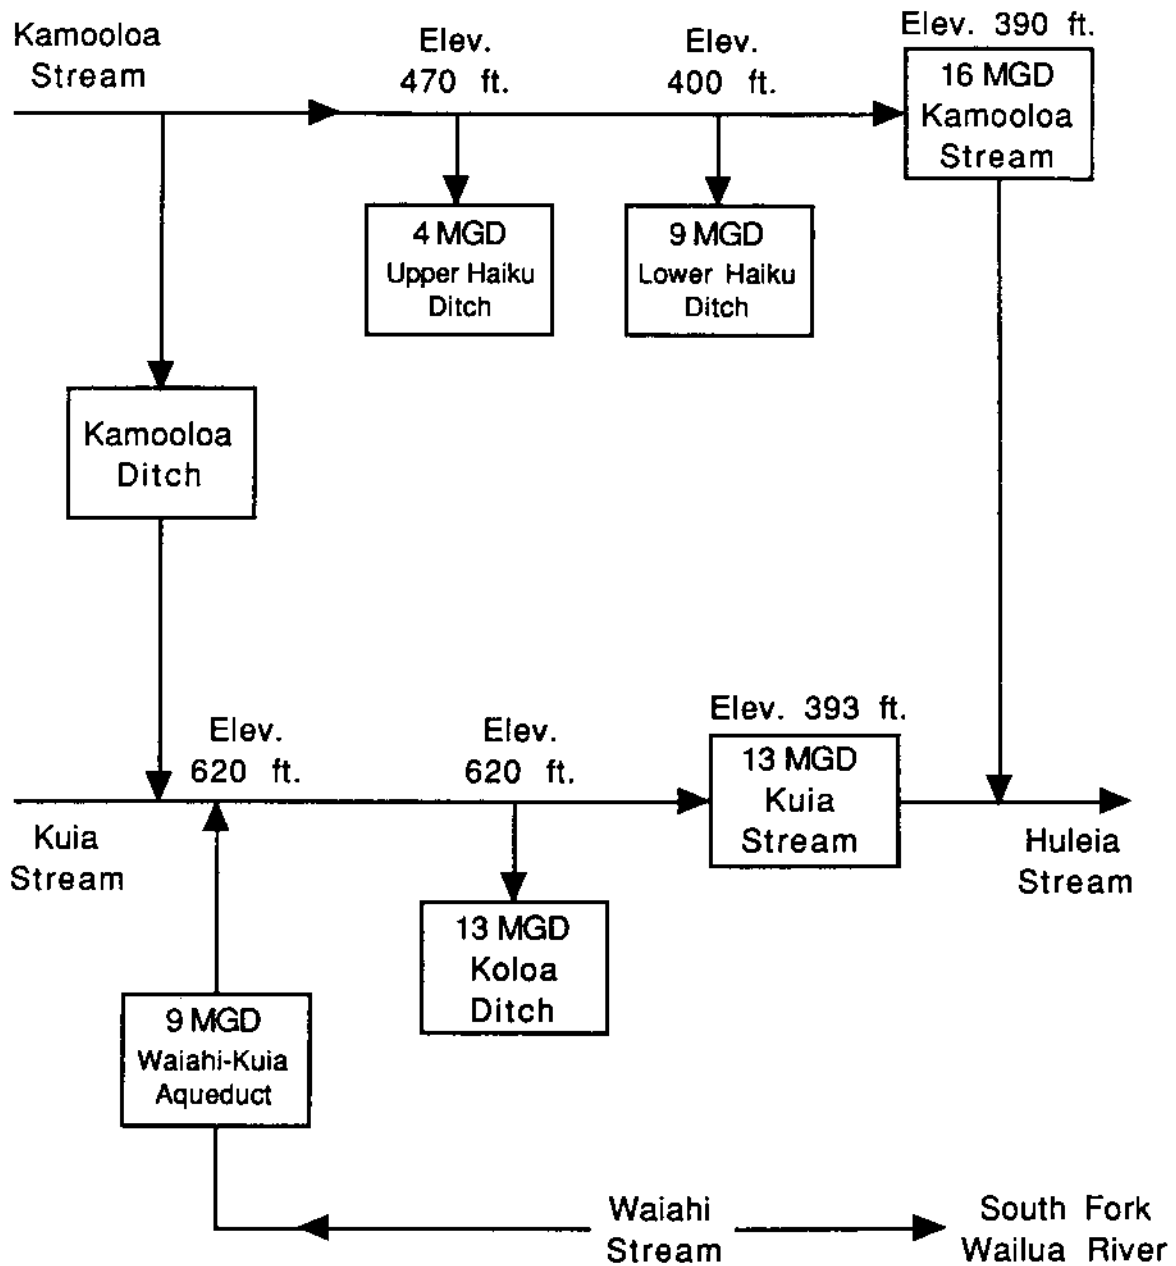 Kamooloa
Stream
Elev.
470 ft.
Elev.
400 ft.
Elev. 390 ft.
16 MGD
Kamooloa
Stream
4 MGD
Upper Haiku
Ditch
9 MGD
Lower Haiku
Ditch
Kamooloa
Ditch
Elev.
620 ft.
Elev.
620 ft.
Elev. 393 ft.
13 MGD
Kuia
Stream
Kuia
Stream
Huleia
Stream
13 MGD
Koloa
Ditch
9 MGD
Waiahi-Kuia
Aqueduct
Waiahi
Stream
South Fork
Wailua River